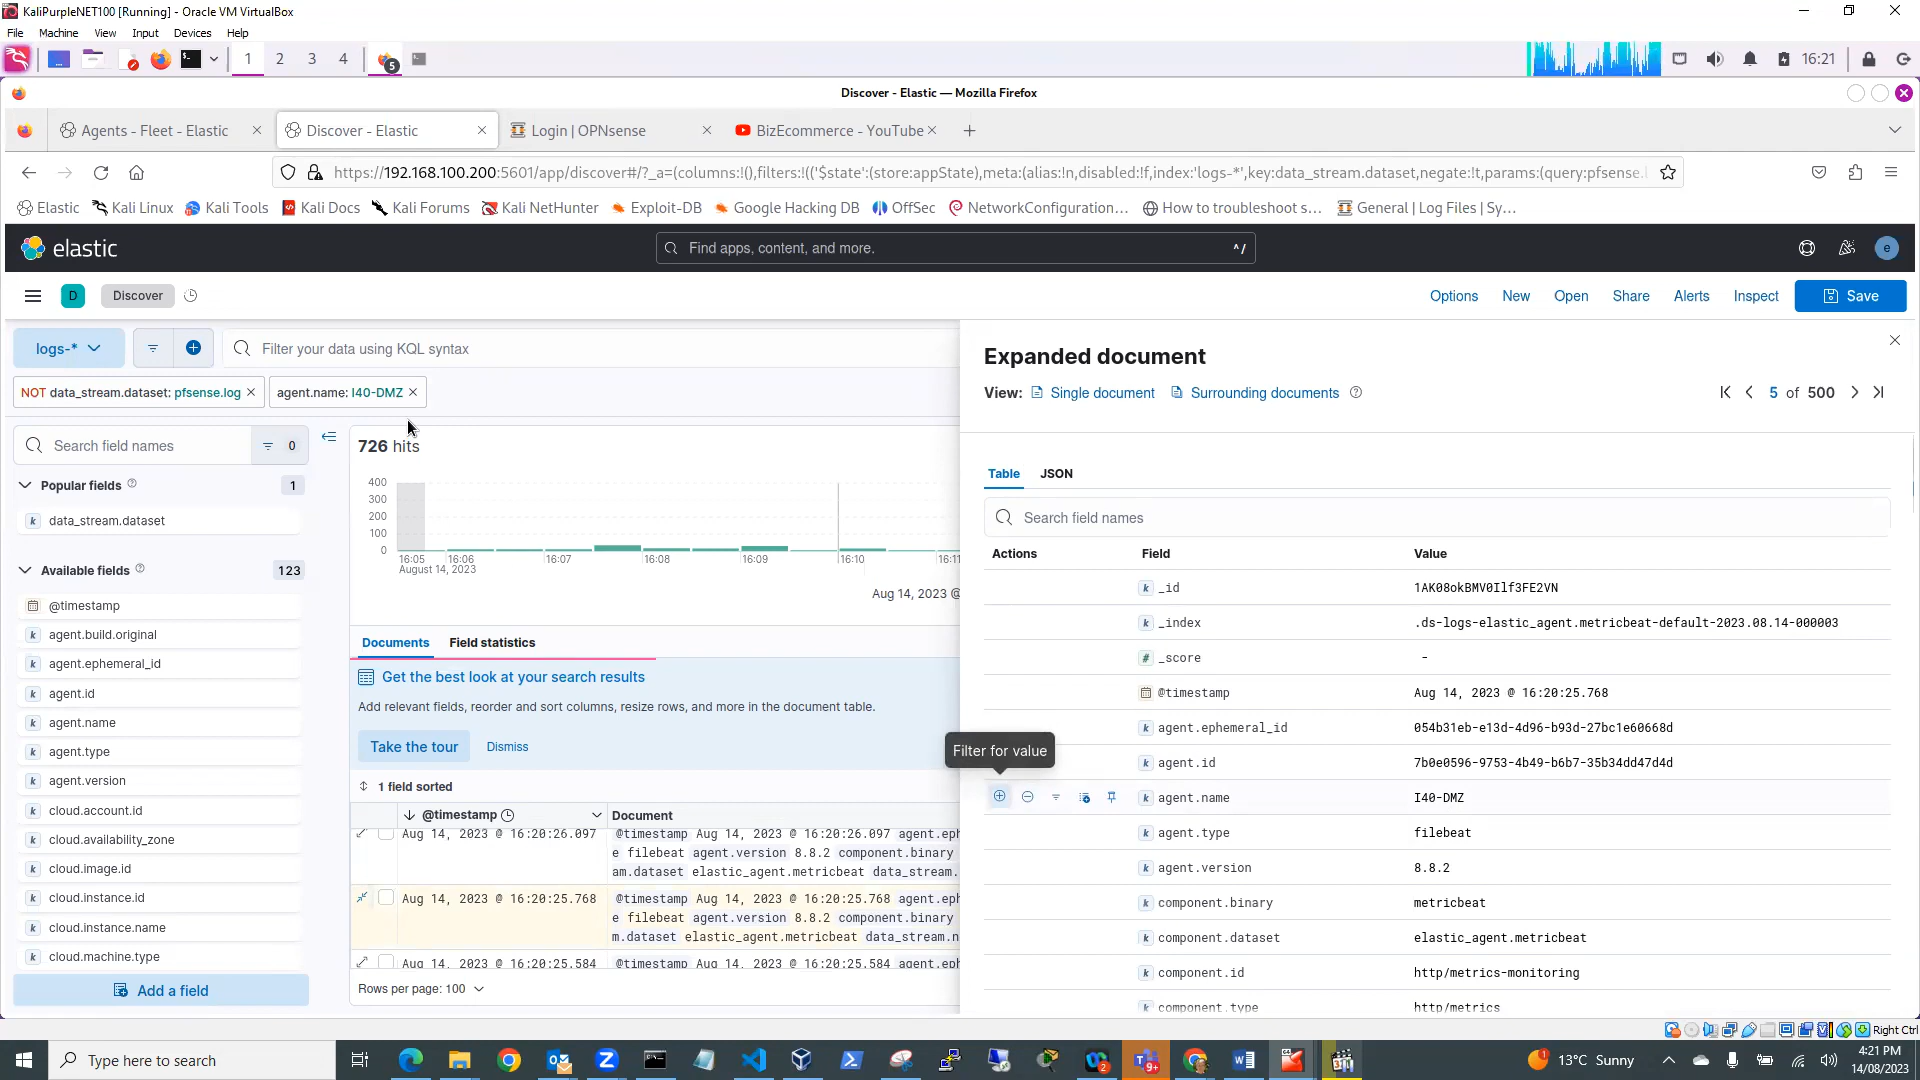 KaliPurpleNET100 [Running] - Oracle VM VirtualBox
File Machine View Input Devices Help
1 2 3 4 5 16:21
Discover - Elastic — Mozilla Firefox
Agents - Fleet - Elastic Discover - Elastic Login | OPNsense BizEcommerce - YouTube
https://192.168.100.200:5601/app/discover#/?_a=(columns:!(),filters:!(('$state':(store:appState),meta:(alias:!n,disabled:!f,index:'logs-*',key:data_stream.dataset,negate:!t,params:(query:pfsense.l
Elastic Kali Linux Kali Tools Kali Docs Kali Forums Kali NetHunter Exploit-DB Google Hacking DB OffSec NetworkConfiguration... How to troubleshoot s... General | Log Files | Sy...
elastic Find apps, content, and more. ^/ e
D Discover Options New Open Share Alerts Inspect Save
logs-* Filter your data using KQL syntax
NOT data_stream.dataset: pfsense.log agent.name: I40-DMZ
Search field names 0
Popular fields 1
data_stream.dataset
Available fields 123
@timestamp
agent.build.original
agent.ephemeral_id
agent.id
agent.name
agent.type
agent.version
cloud.account.id
cloud.availability_zone
cloud.image.id
cloud.instance.id
cloud.instance.name
cloud.machine.type
Add a field
726 hits
400
300
200
100
0
16:05 16:06 16:07 16:08 16:09 16:10 16:11
August 14, 2023
Aug 14, 2023 @
Documents Field statistics
Get the best look at your search results
Add relevant fields, reorder and sort columns, resize rows, and more in the document table.
Take the tour Dismiss
1 field sorted
@timestamp Document
Aug 14, 2023 @ 16:20:26.097 @timestamp Aug 14, 2023 @ 16:20:26.097 agent.eph
e filebeat agent.version 8.8.2 component.binary
am.dataset elastic_agent.metricbeat data_stream.
Aug 14, 2023 @ 16:20:25.768 @timestamp Aug 14, 2023 @ 16:20:25.768 agent.eph
e filebeat agent.version 8.8.2 component.binary
m.dataset elastic_agent.metricbeat data_stream.n
Aug 14, 2023 @ 16:20:25.584 @timestamp Aug 14, 2023 @ 16:20:25.584 agent.eph
Rows per page: 100
Expanded document
View: Single document Surrounding documents 5 of 500
Table JSON
Search field names
Actions Field Value
_id 1AK08okBMV0Ilf3FE2VN
_index .ds-logs-elastic_agent.metricbeat-default-2023.08.14-000003
_score -
@timestamp Aug 14, 2023 @ 16:20:25.768
agent.ephemeral_id 054b31eb-e13d-4d96-b93d-27bc1e60668d
Filter for value
agent.id 7b0e0596-9753-4b49-b6b7-35b34dd47d4d
agent.name I40-DMZ
agent.type filebeat
agent.version 8.8.2
component.binary metricbeat
component.dataset elastic_agent.metricbeat
component.id http/metrics-monitoring
component.type http/metrics
Right Ctrl
Type here to search 2 9+ 13°C Sunny 4:21 PM
14/08/2023